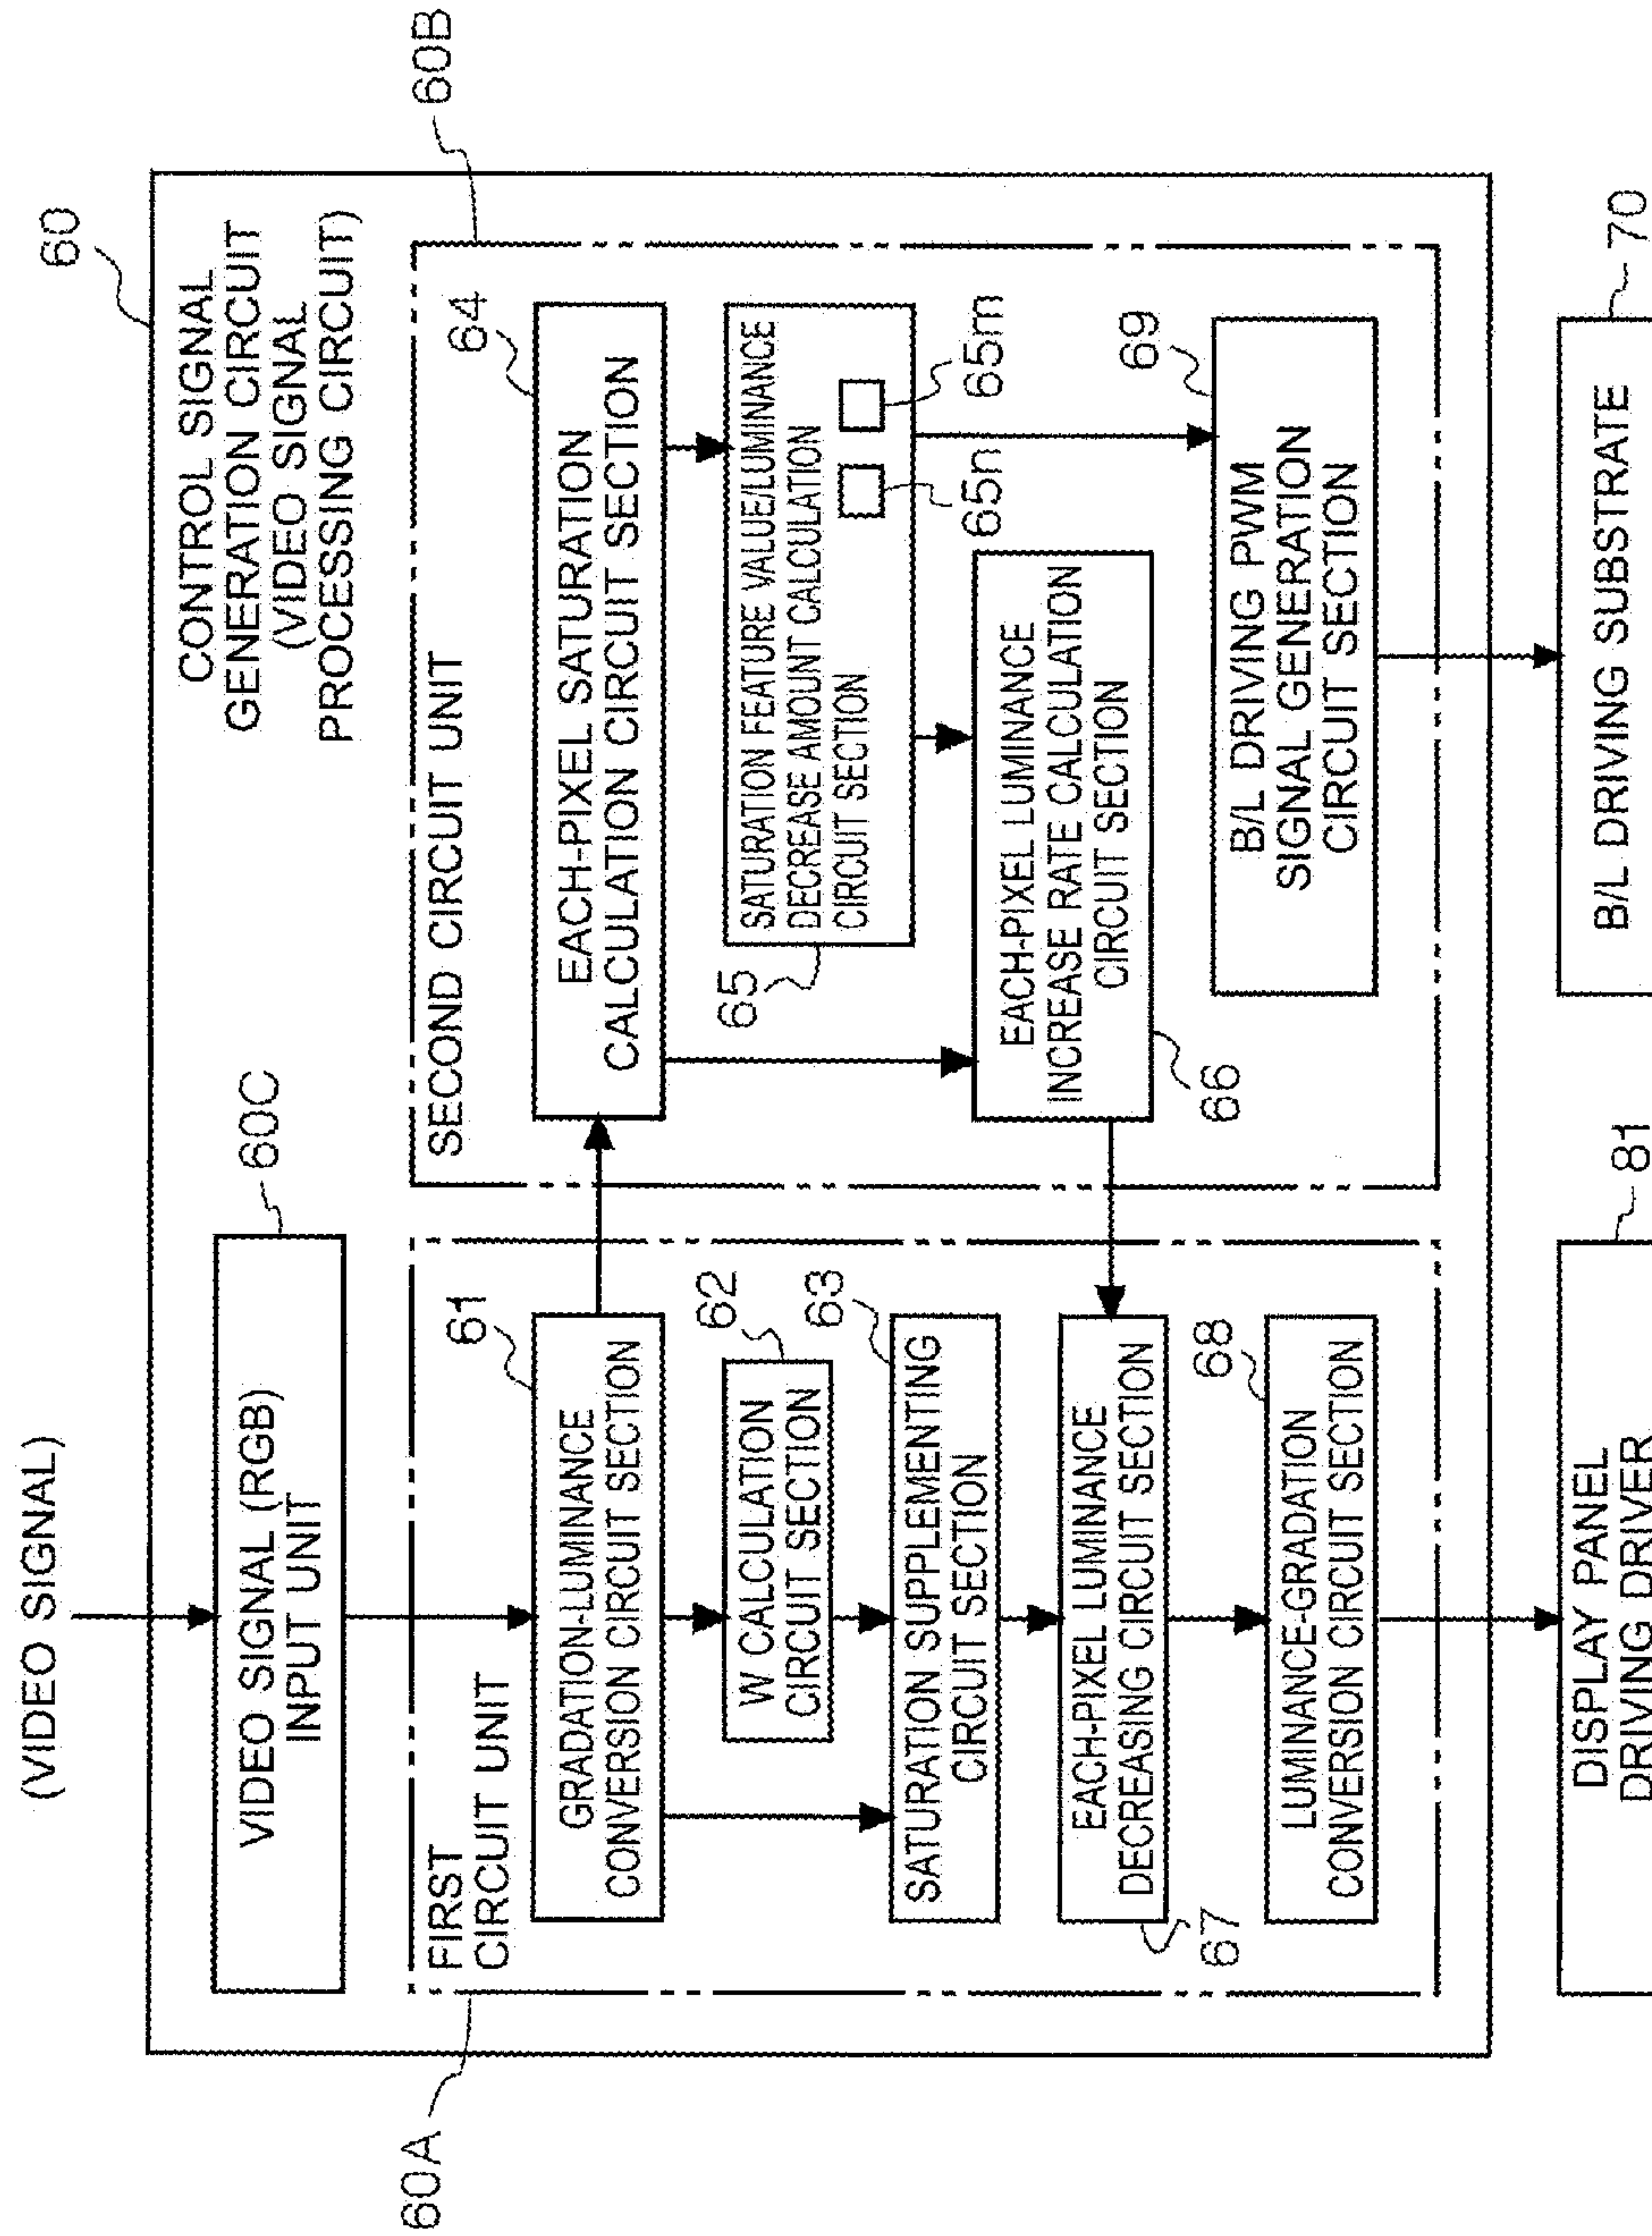 (VIDEO SIGNAL)
60
CONTROL SIGNAL
GENERATION CIRCUIT
(VIDEO SIGNAL
PROCESSING CIRCUIT)
60C
VIDEO SIGNAL (RGB)
INPUT UNIT
60A
FIRST
CIRCUIT UNIT
61
GRADATION-LUMINANCE
CONVERSION CIRCUIT SECTION
62
W CALCULATION
CIRCUIT SECTION
63
SATURATION SUPPLEMENTING
CIRCUIT SECTION
EACH-PIXEL LUMINANCE
DECREASING CIRCUIT SECTION
67
68
LUMINANCE-GRADATION
CONVERSION CIRCUIT SECTION
60B
SECOND CIRCUIT UNIT
64
EACH-PIXEL SATURATION
CALCULATION CIRCUIT SECTION
65
SATURATION FEATURE VALUE/LUMINANCE
DECREASE AMOUNT CALCULATION
CIRCUIT SECTION
65n
65m
EACH-PIXEL LUMINANCE
INCREASE RATE CALCULATION
CIRCUIT SECTION
66
69
B/L DRIVING PWM
SIGNAL GENERATION
CIRCUIT SECTION
81
DISPLAY PANEL
DRIVING DRIVER
70
B/L DRIVING SUBSTRATE